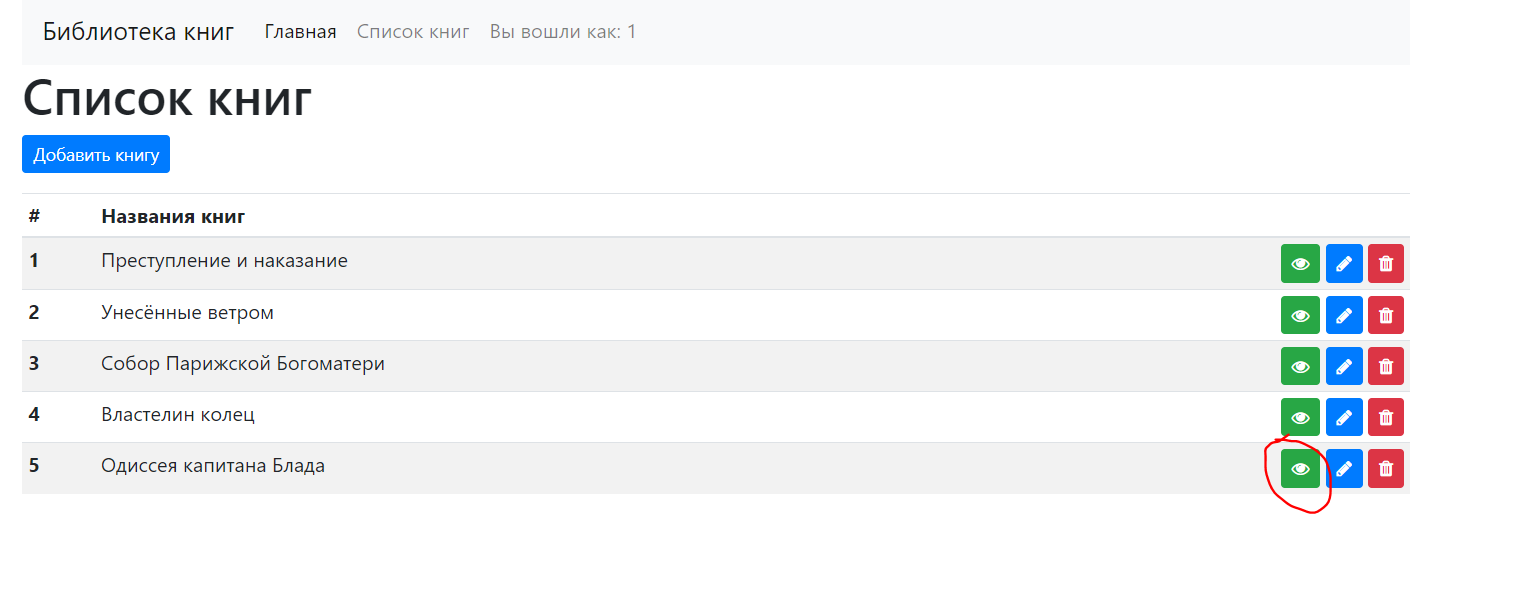 Библиотека книг Главная Список книг Вы вошли как: 1
Список книг
Добавить книгу
# Названия книг
1 Преступление и наказание
2 Унесённые ветром
3 Собор Парижской Богоматери
4 Властелин колец
5 Одиссея капитана Блада